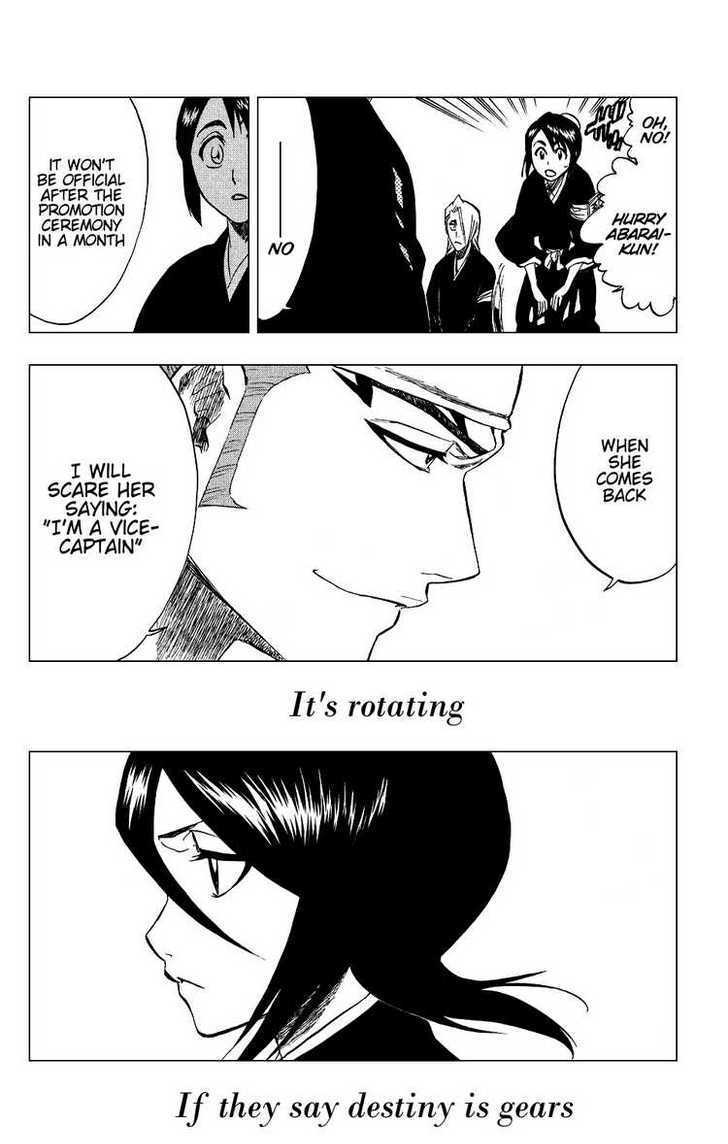 OH,
NO!
HURRY
ABARAI-
KUN!
NO
IT WON'T
BE OFFICIAL
AFTER THE
PROMOTION
CEREMONY
IN A MONTH
WHEN
SHE
COMES
BACK
I WILL
SCARE HER
SAYING:
"I'M A VICE-
CAPTAIN"
It's rotating
If they say destiny is gears